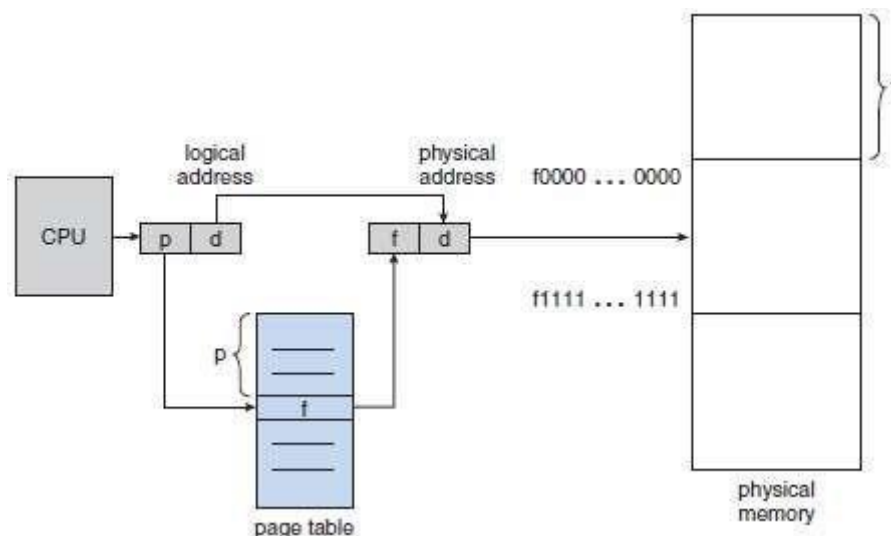 logical
address
physical
address
f0000 ... 0000
CPU
p d
f d
f1111 ... 1111
p
f
page table
physical
memory